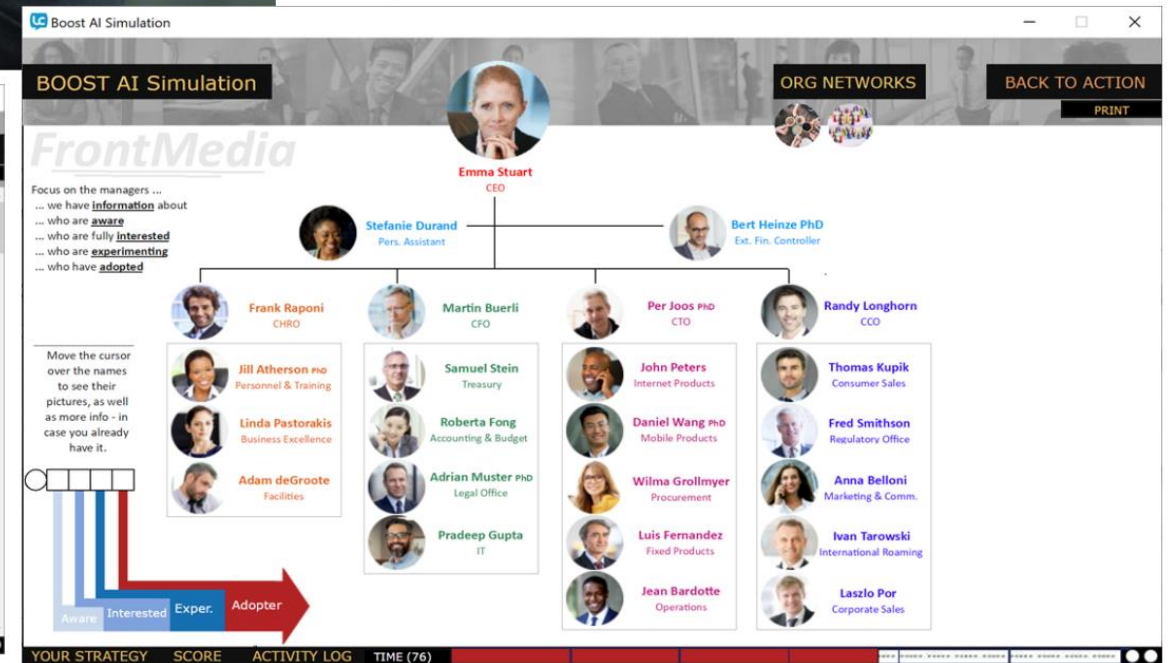 Boost AI Simulation
BOOST AI Simulation
ORG NETWORKS
BACK TO ACTION
PRINT
FrontMedia
Emma Stuart
CEO
Focus on the managers ...
... we have information about
... who are aware
... who are fully interested
... who are experimenting
... who have adopted
Stefanie Durand
Pers. Assistant
Bert Heinze PhD
Ext. Fin. Controller
Frank Raponi
CHRO
Martin Buerli
CFO
Per Joos PhD
CTO
Randy Longhorn
CCO
Move the cursor
over the names
to see their
pictures, as well
as more info - in
case you already
have it.
Jill Atherson PhD
Personnel & Training
Linda Pastorakis
Business Excellence
Adam deGroote
Facilities
Samuel Stein
Treasury
Roberta Fong
Accounting & Budget
Adrian Muster PhD
Legal Office
Pradeep Gupta
IT
John Peters
Internet Products
Daniel Wang PhD
Mobile Products
Wilma Grollmyer
Procurement
Luis Fernandez
Fixed Products
Jean Bardotte
Operations
Thomas Kupik
Consumer Sales
Fred Smithson
Regulatory Office
Anna Belloni
Marketing & Comm.
Ivan Tarowski
International Roaming
Laszlo Por
Corporate Sales
Aware
Interested
Exper.
Adopter
YOUR STRATEGY
SCORE
ACTIVITY LOG
TIME (76)